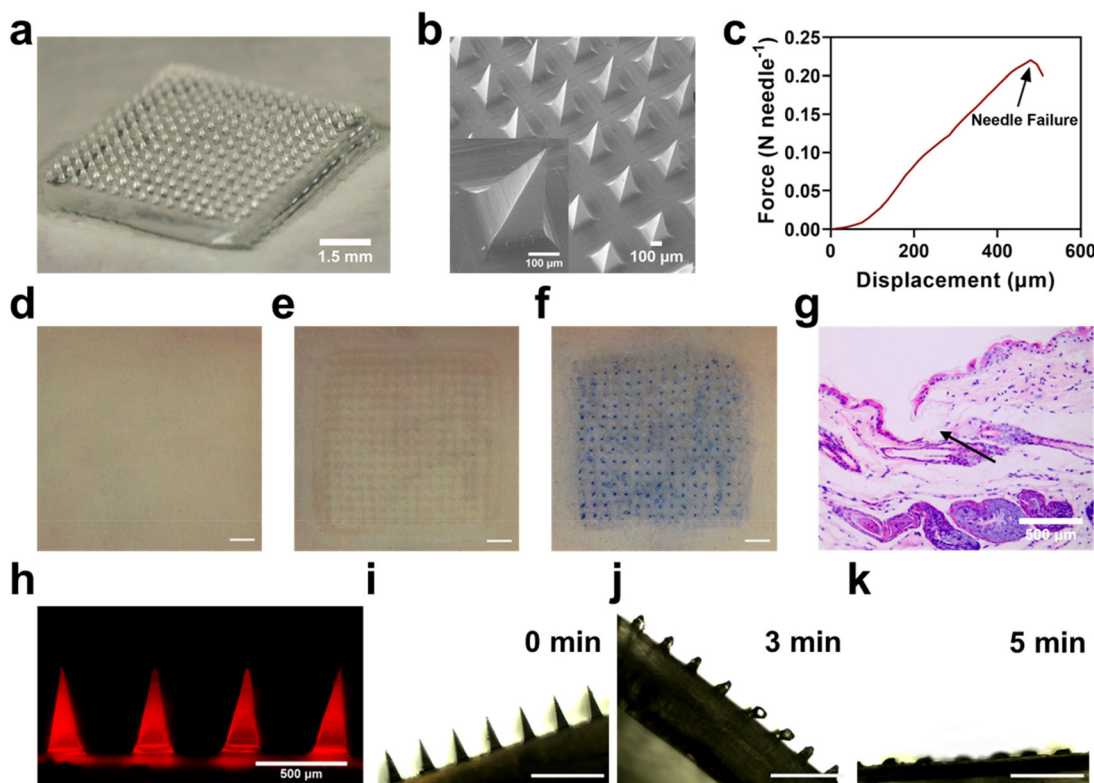 a
b
c
1.5 mm
100 µm
100 µm
0.25
0.20
0.15
0.10
0.05
0.00
Force (N needle-1)
Needle Failure
0
200
400
600
Displacement (µm)
d
e
f
g
500 µm
h
i
j
k
500 µm
0 min
3 min
5 min